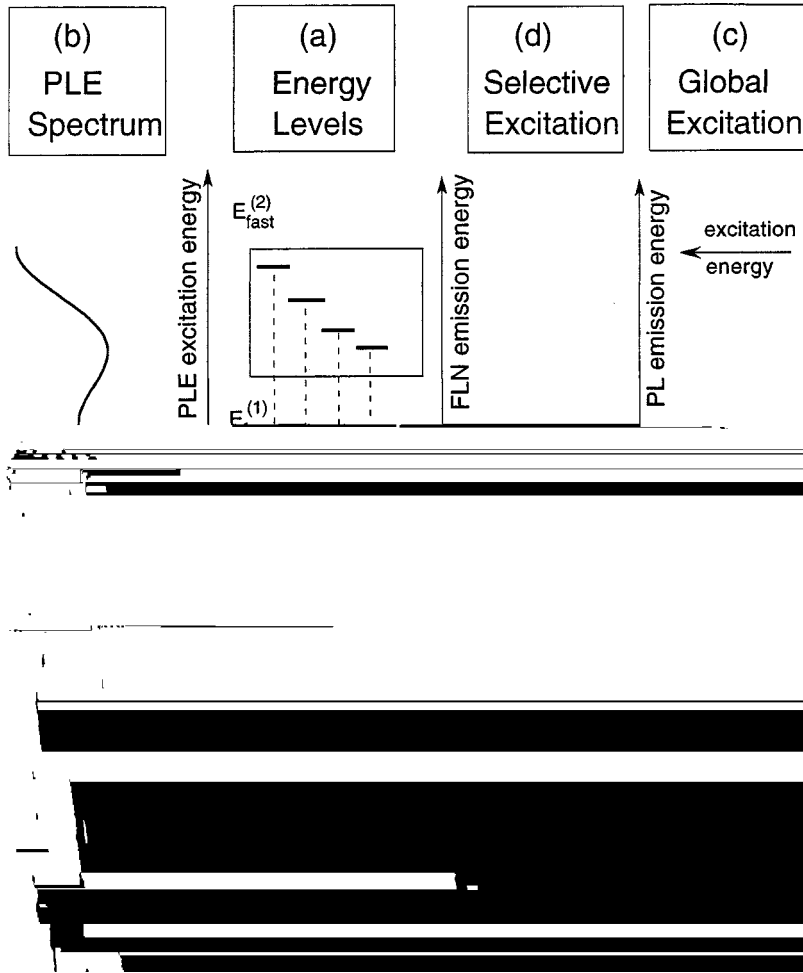 (b)
PLE
Spectrum
(a)
Energy
Levels
(d)
Selective
Excitation
(c)
Global
Excitation
PLE excitation energy
E_fast^(2)
E^(1)
FLN emission energy
PL emission energy
excitation
energy